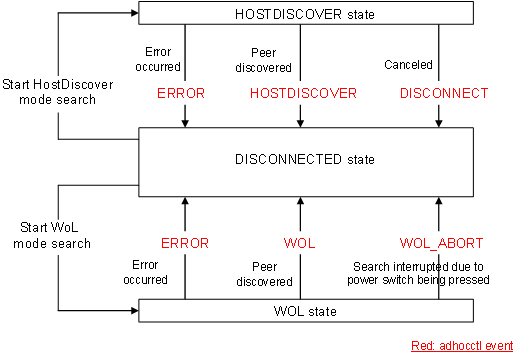 HOSTDISCOVER state
Error
occurred
Peer
discovered
Canceled
Start HostDiscover
mode search
ERROR
HOSTDISCOVER
DISCONNECT
DISCONNECTED state
Start WoL
mode search
ERROR
WOL
WOL_ABORT
Error
occurred
Peer
discovered
Search interrupted due to
power switch being pressed
WOL state
Red: adhocctl event